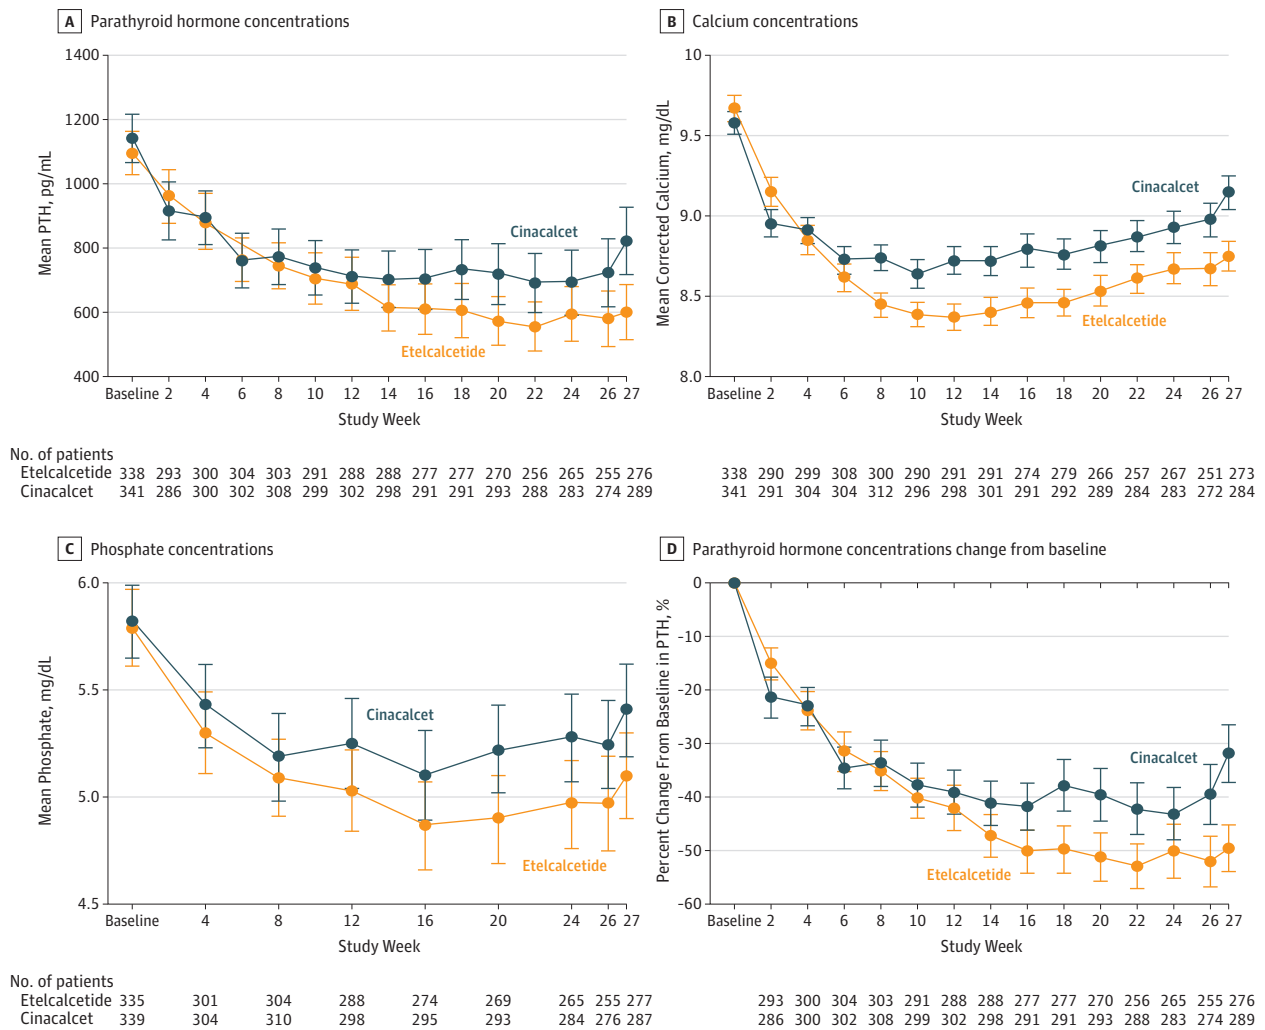 A Parathyroid hormone concentrations
1400
1200
1000
800
600
400
Mean PTH, pg/mL
Cinacalcet
Etelcalcetide
Baseline 2 4 6 8 10 12 14 16 18 20 22 24 26 27
Study Week
No. of patients
Etelcalcetide 338 293 300 304 303 291 288 288 277 277 270 256 265 255 276
Cinacalcet 341 286 300 302 308 299 302 298 291 291 293 288 283 274 289
B Calcium concentrations
10
9.5
9.0
8.5
8.0
Mean Corrected Calcium, mg/dL
Cinacalcet
Etelcalcetide
Baseline 2 4 6 8 10 12 14 16 18 20 22 24 26 27
Study Week
338 290 299 308 300 290 291 291 274 279 266 257 267 251 273
341 291 304 304 312 296 298 301 291 292 289 284 283 272 284
C Phosphate concentrations
6.0
5.5
5.0
4.5
Mean Phosphate, mg/dL
Cinacalcet
Etelcalcetide
Baseline 4 8 12 16 20 24 26 27
Study Week
No. of patients
Etelcalcetide 335 301 304 288 274 269 265 255 277
Cinacalcet 339 304 310 298 295 293 284 276 287
D Parathyroid hormone concentrations change from baseline
0
-10
-20
-30
-40
-50
-60
Percent Change From Baseline in PTH, %
Cinacalcet
Etelcalcetide
Baseline 2 4 6 8 10 12 14 16 18 20 22 24 26 27
Study Week
293 300 304 303 291 288 288 277 277 270 256 265 255 276
286 300 302 308 299 302 298 291 291 293 288 283 274 289